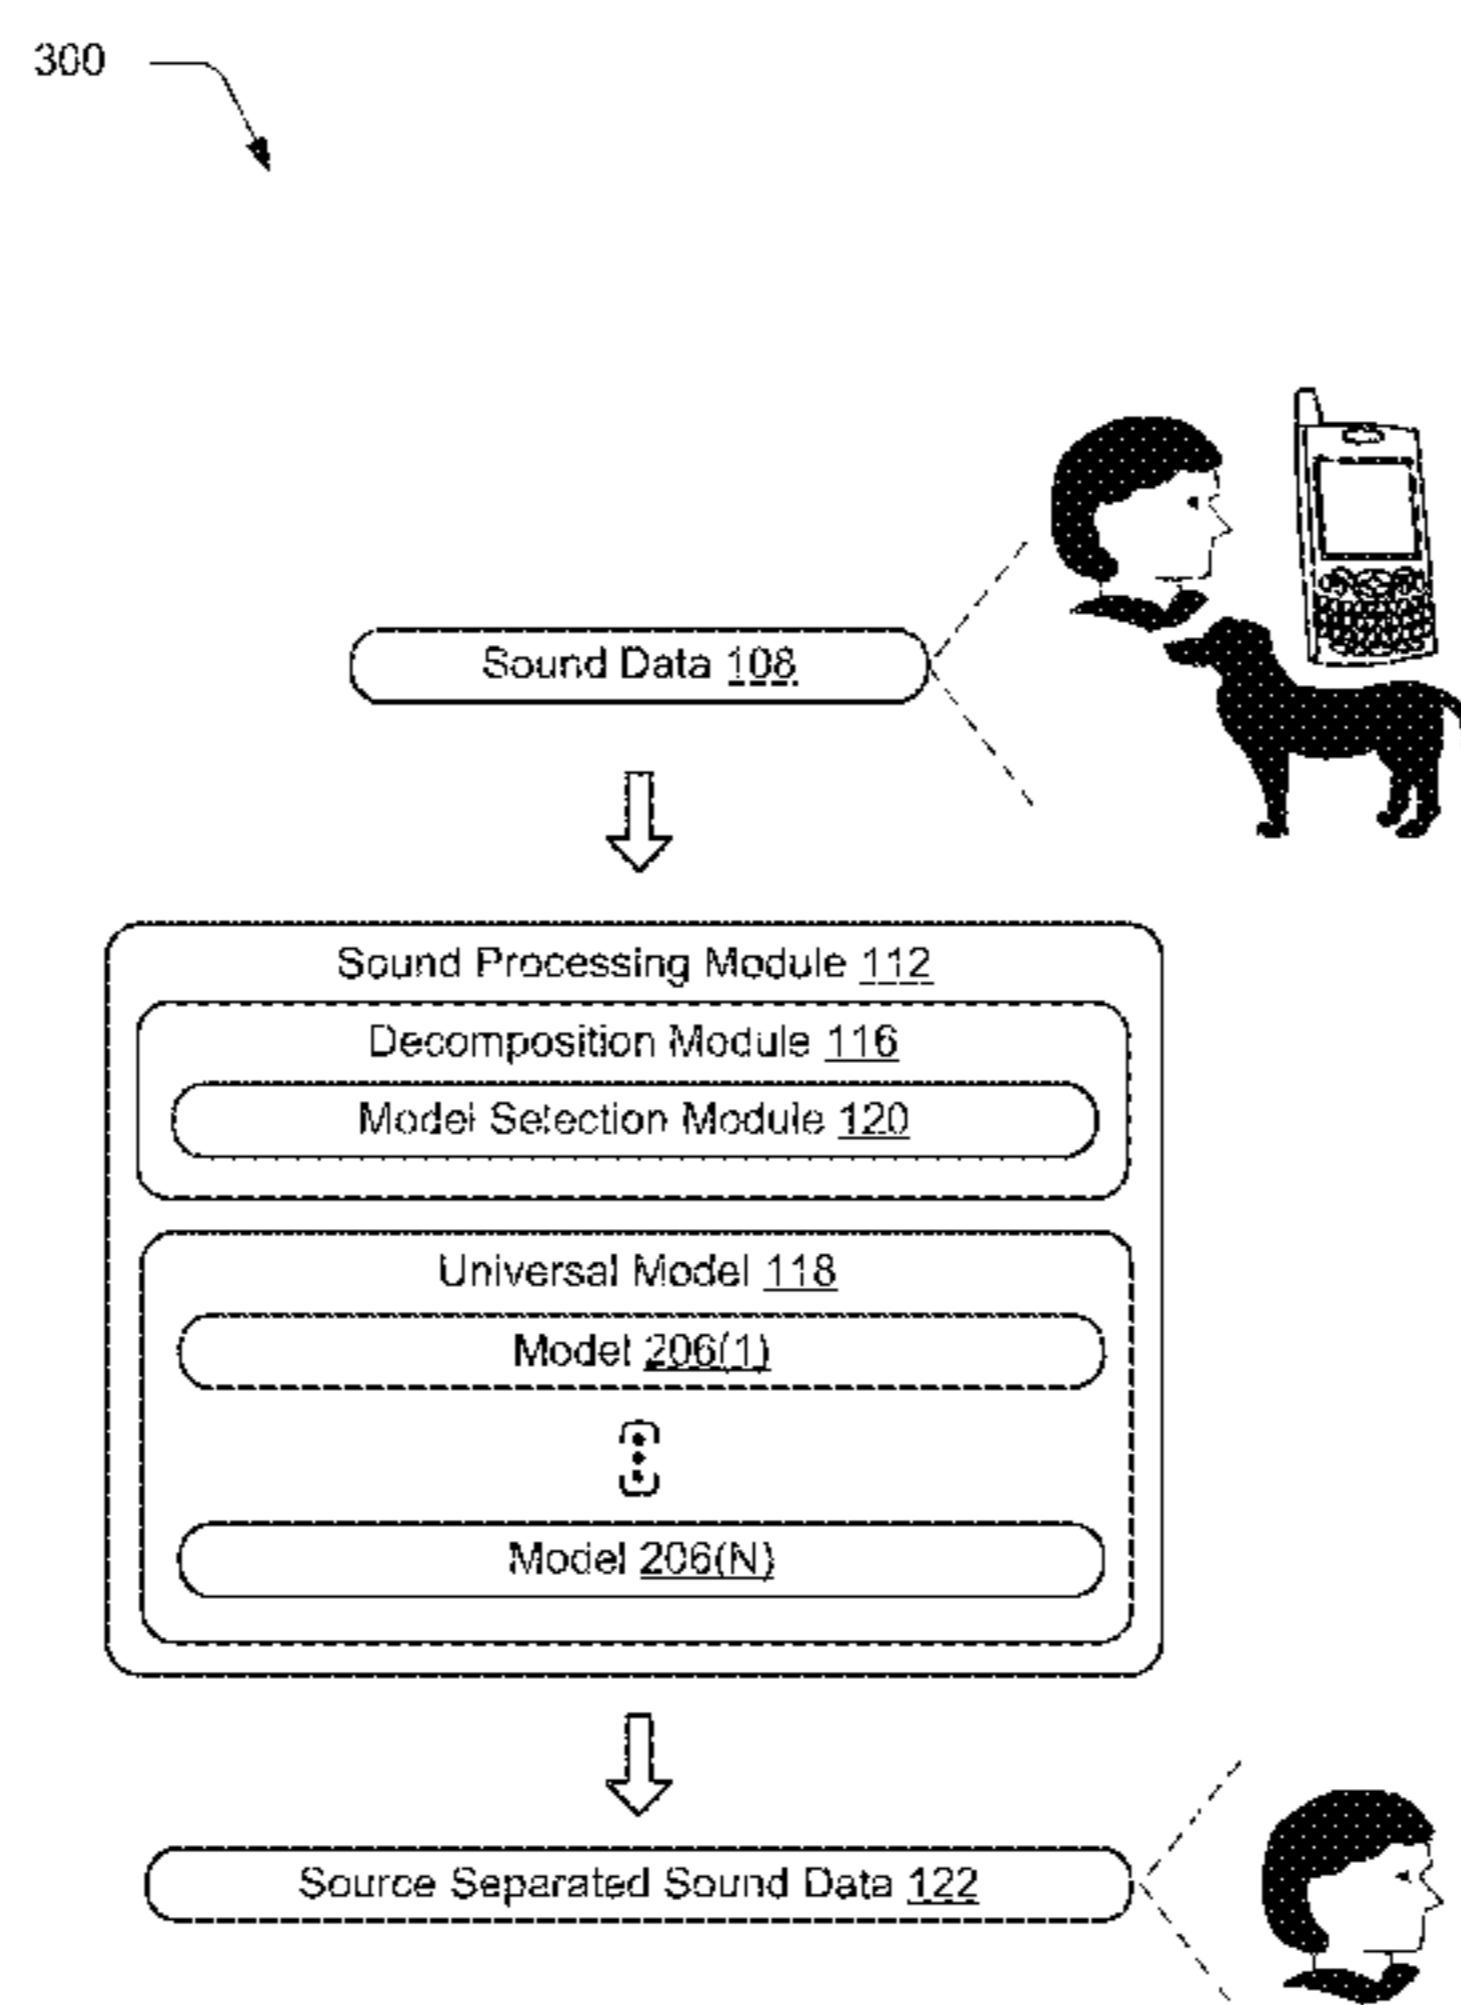 300
Sound Data 108
Sound Processing Module 112
Decomposition Module 116
Model Selection Module 120
Universal Model 118
Model 206(1)
Model 206(N)
Source Separated Sound Data 122